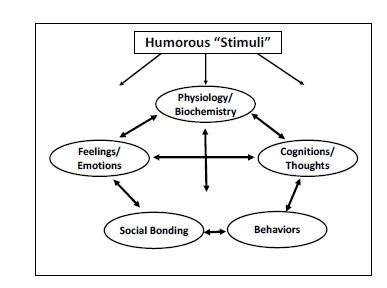 Humorous “Stimuli”
Physiology/
Biochemistry
Feelings/
Emotions
Cognitions/
Thoughts
Social Bonding
Behaviors